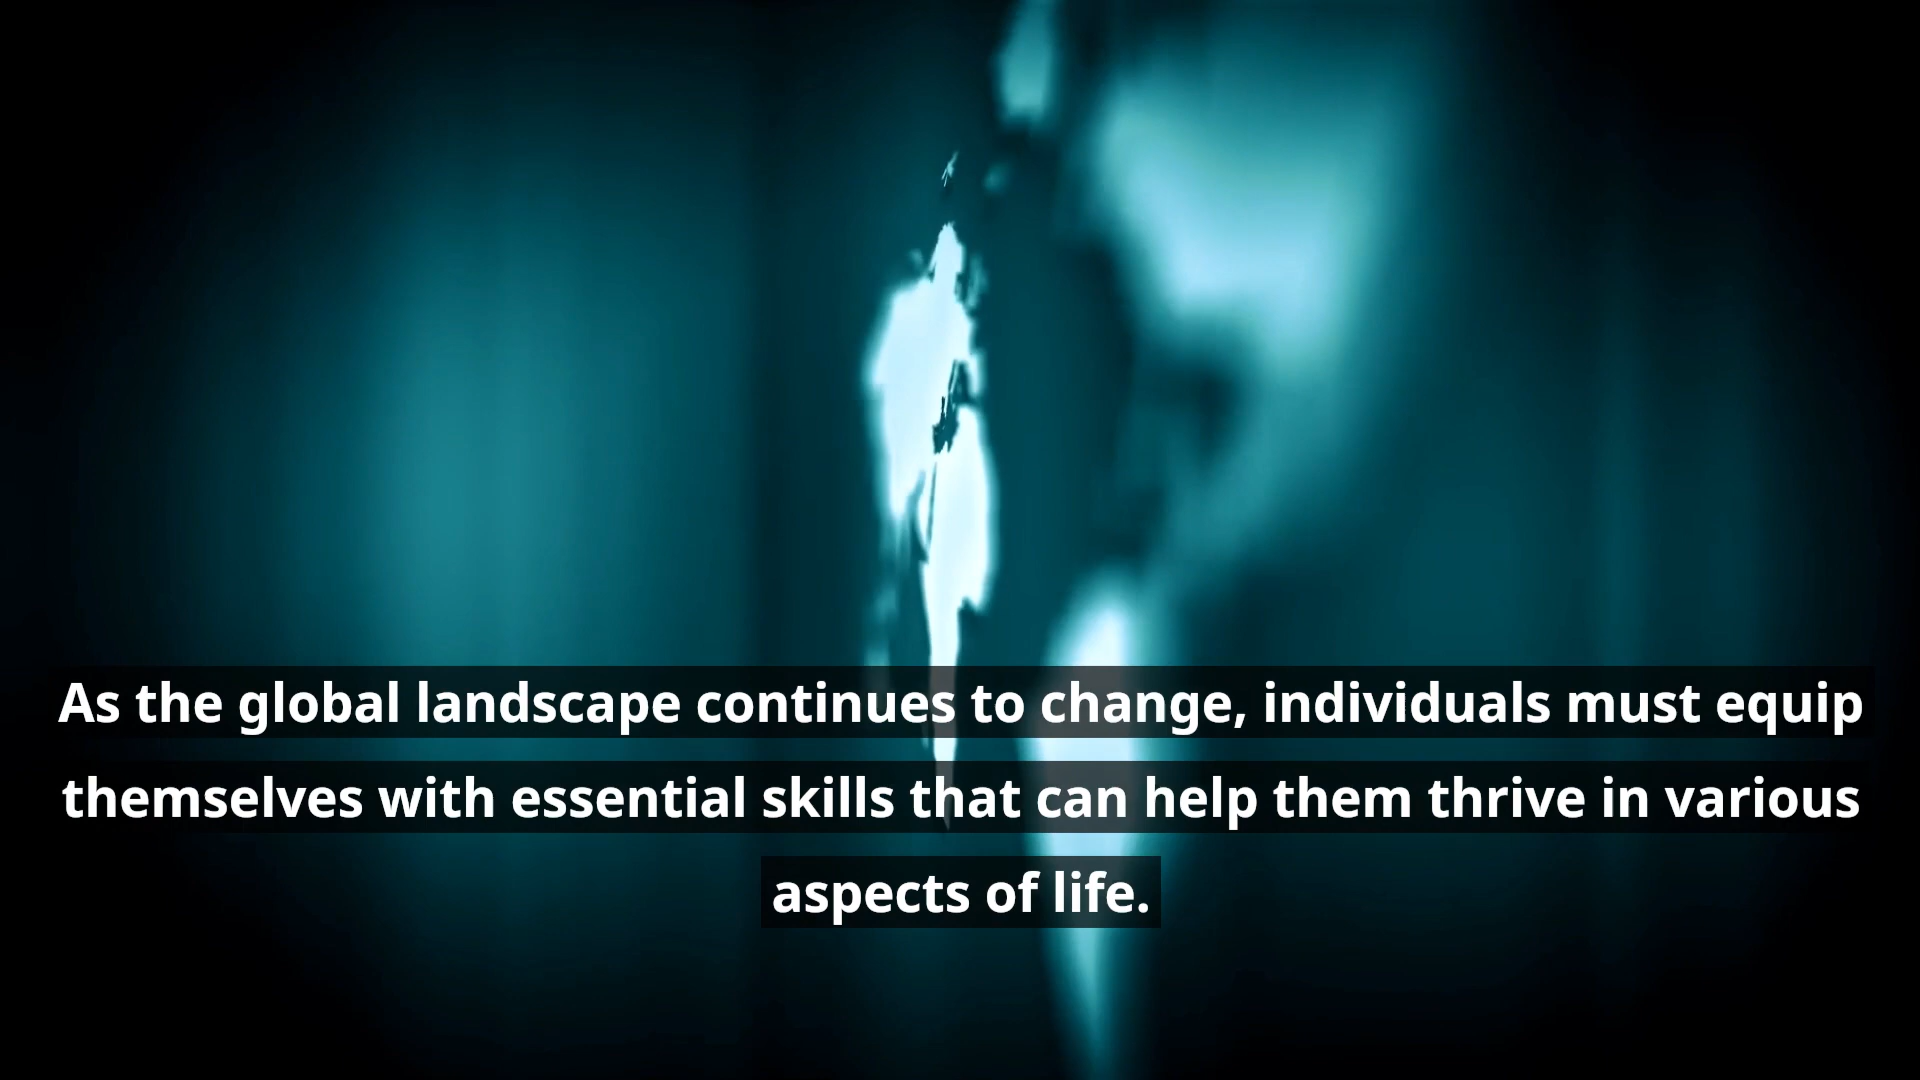 As the global landscape continues to change, individuals must equip
themselves with essential skills that can help them thrive in various
aspects of life.